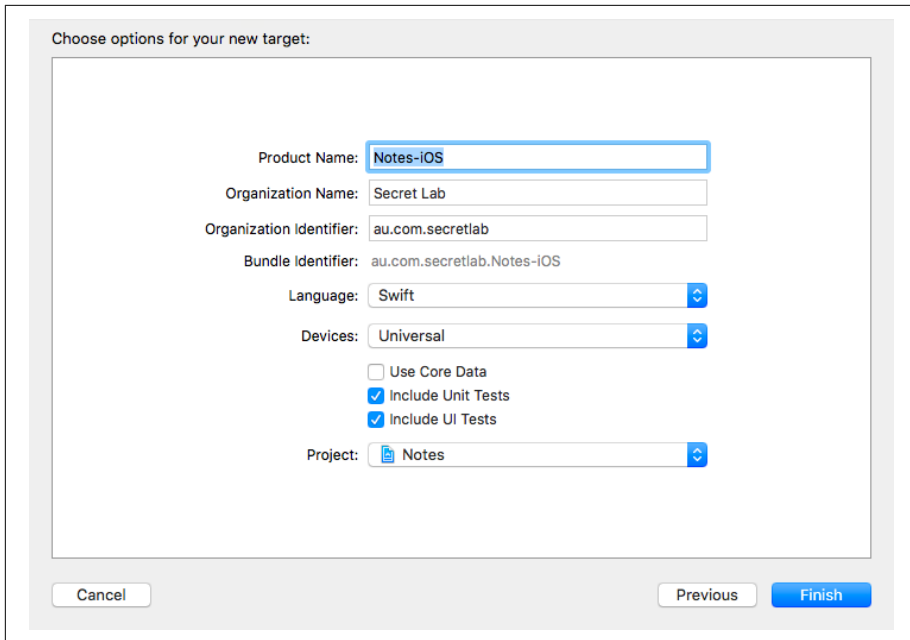 Choose options for your new target:
Product Name: Notes-iOS
Organization Name: Secret Lab
Organization Identifier: au.com.secretlab
Bundle Identifier: au.com.secretlab.Notes-iOS
Language: Swift
Devices: Universal
Use Core Data
Include Unit Tests
Include UI Tests
Project: Notes
Cancel Previous Finish